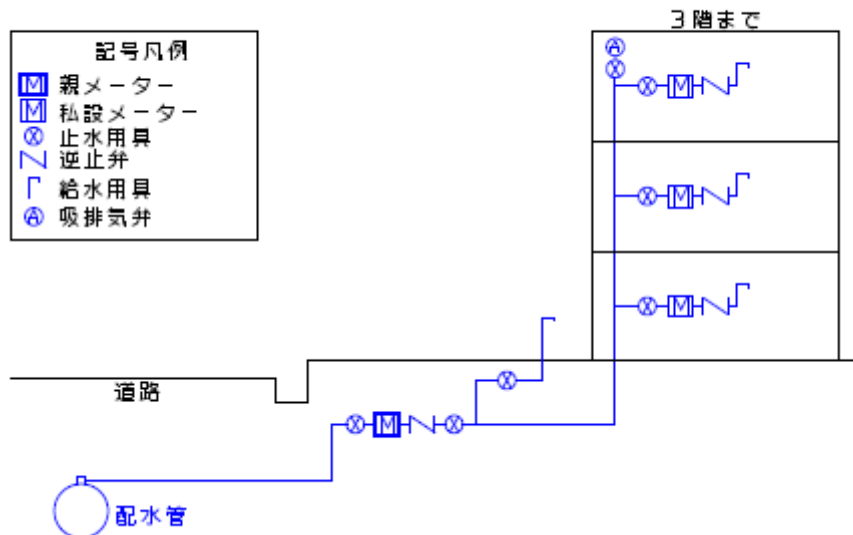 3階まで
記号凡例
M 親メーター
M 私設メーター
X 止水用具
逆止弁
給水用具
A 吸排気弁
A
X
X M
X M
X M
X
道路
X M X
配水管